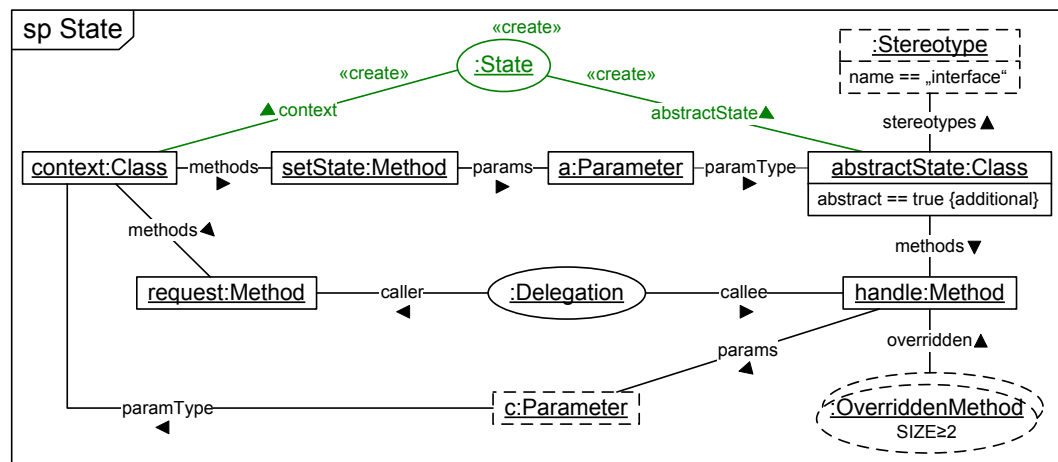 sp State
«create»
:State
«create»
«create»
context
abstractState
:Stereotype
name == „interface“
stereotypes
context:Class
methods
setState:Method
params
a:Parameter
paramType
abstractState:Class
abstract == true {additional}
methods
methods
request:Method
caller
:Delegation
callee
handle:Method
params
overridden
paramType
c:Parameter
:OverriddenMethod
SIZE≥2